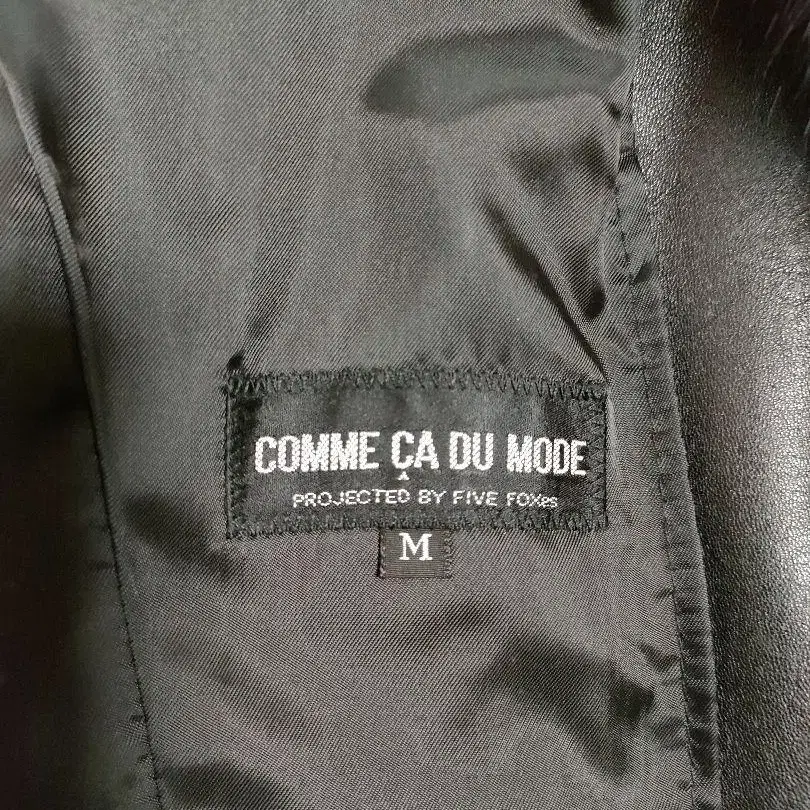 COMME ÇA DU MODE
PROJECTED BY FIVE FOXes
M